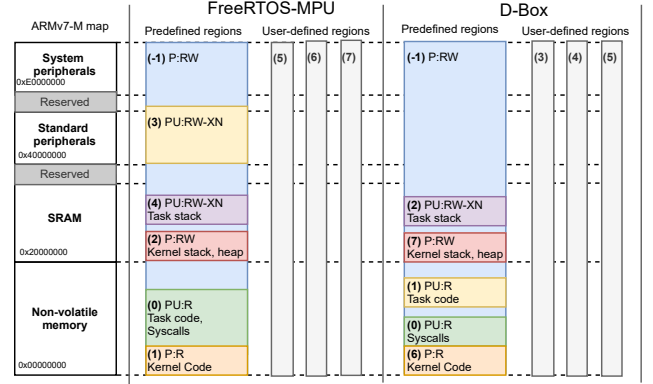 FreeRTOS-MPU
D-Box
ARMv7-M map
Predefined regions
User-defined regions
Predefined regions
User-defined regions
System
peripherals
0xE0000000
Reserved
Standard
peripherals
0x40000000
Reserved
SRAM
0x20000000
Non-volatile
memory
0x00000000
(-1) P:RW
(3) PU:RW-XN
(4) PU:RW-XN
Task stack
(2) P:RW
Kernel stack, heap
(0) PU:R
Task code,
Syscalls
(1) P:R
Kernel Code
(5)
(6)
(7)
(-1) P:RW
(2) PU:RW-XN
Task stack
(7) P:RW
Kernel stack, heap
(1) PU:R
Task code
(0) PU:R
Syscalls
(6) P:R
Kernel Code
(3)
(4)
(5)